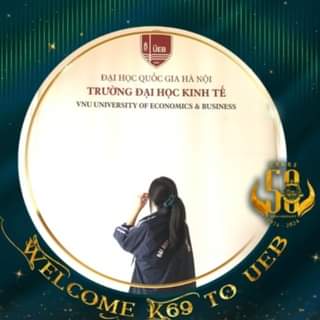 UEB
ĐẠI HỌC QUỐC GIA HÀ NỘI
TRƯỜNG ĐẠI HỌC KINH TẾ
VNU UNIVERSITY OF ECONOMICS & BUSINESS
50
WELCOME K69 TO UEB